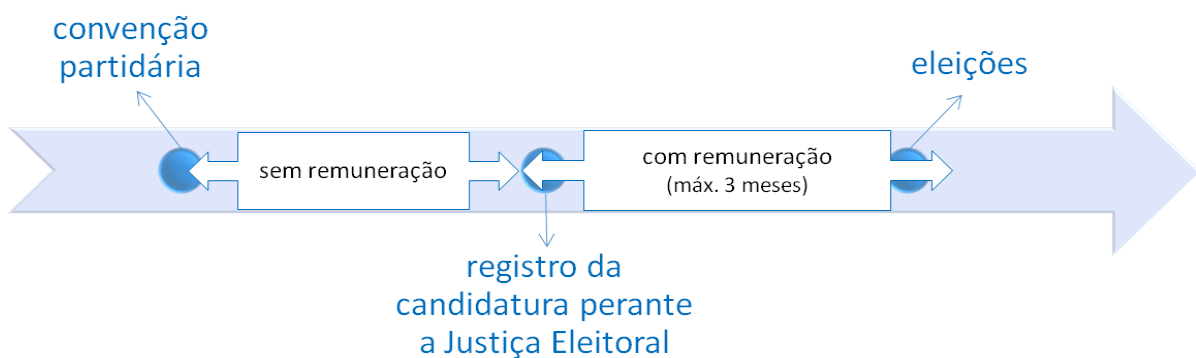 convenção
partidária
eleições
sem remuneração
com remuneração
(máx. 3 meses)
registro da
candidatura perante
a Justiça Eleitoral